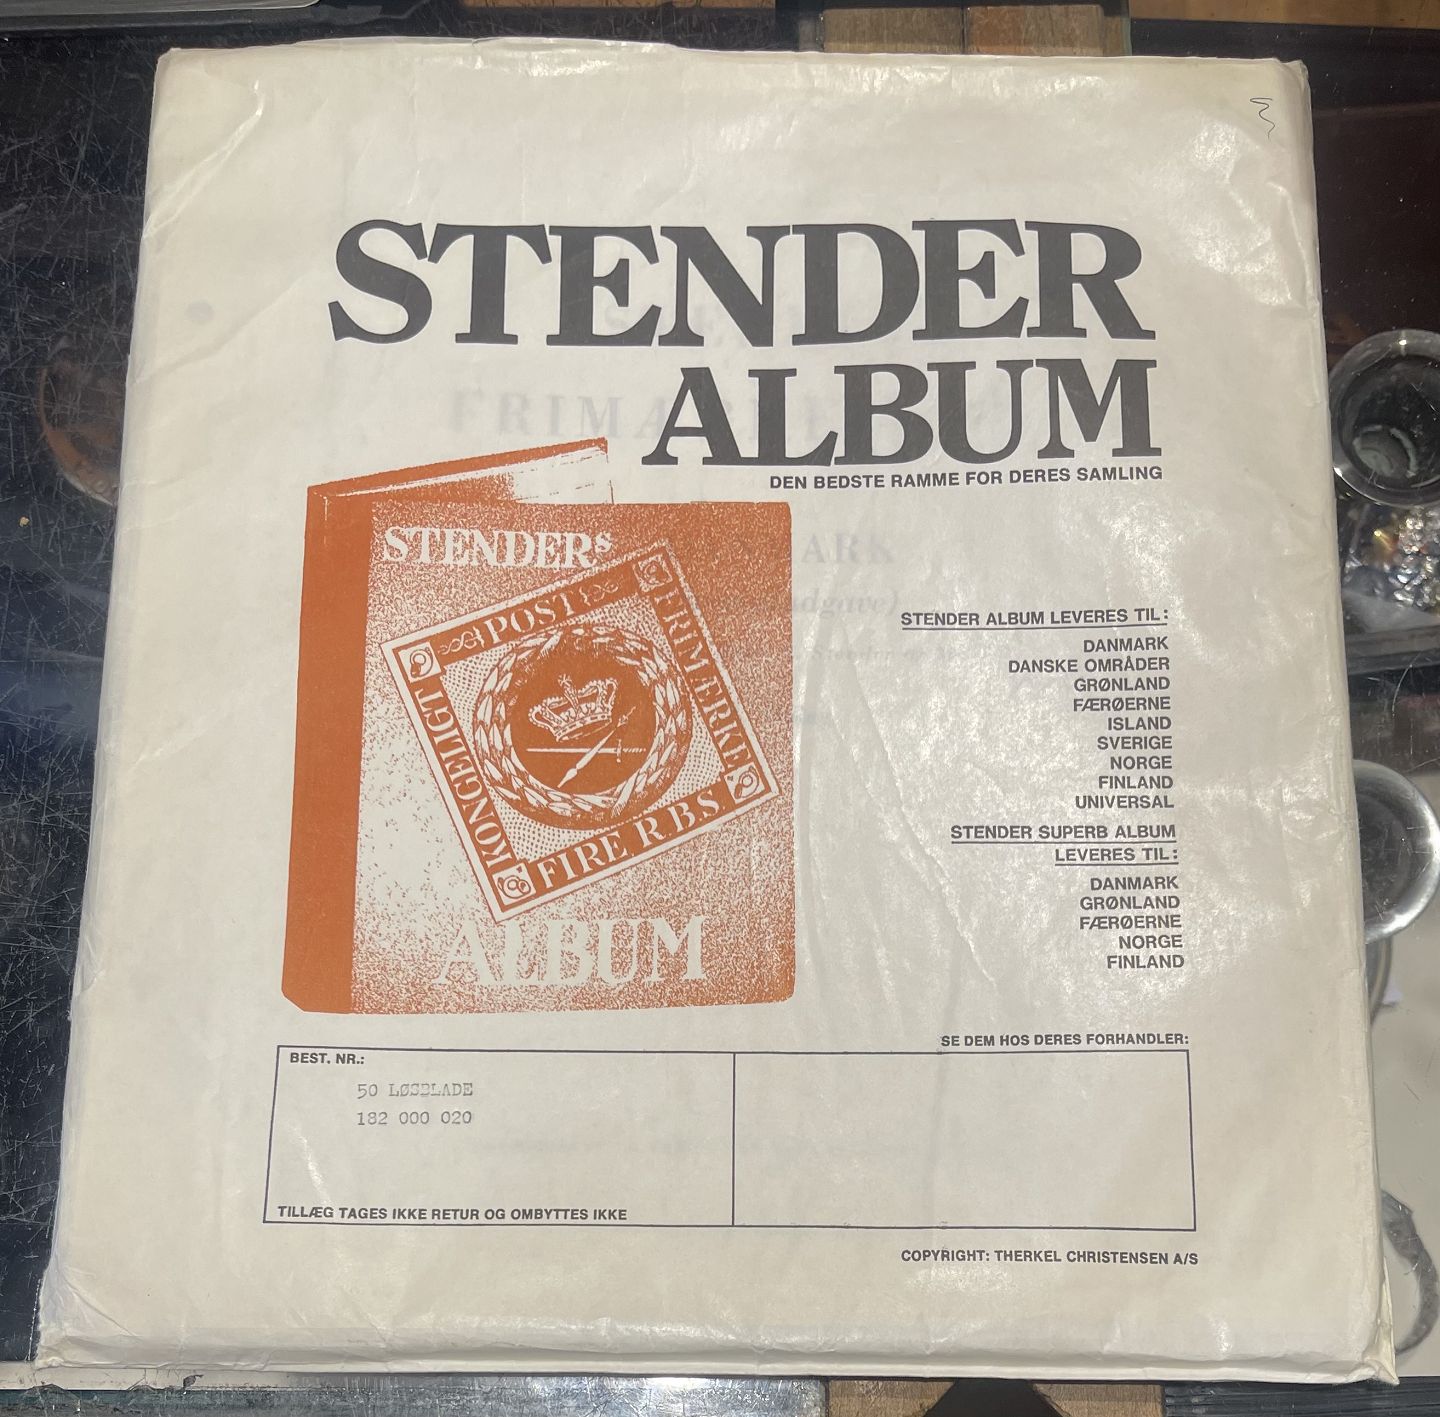 STENDER
ALBUM
DEN BEDSTE RAMME FOR DERES SAMLING
STENDERS
KONGELIGT
POST
FRIMÆRKE
FIRE R.B.S
ALBUM
STENDER ALBUM LEVERES TIL:
DANMARK
DANSKE OMRÅDER
GRØNLAND
FÆRØERNE
ISLAND
SVERIGE
NORGE
FINLAND
UNIVERSAL
STENDER SUPERB ALBUM
LEVERES TIL:
DANMARK
GRØNLAND
FÆRØERNE
NORGE
FINLAND
SE DEM HOS DERES FORHANDLER:
BEST. NR.:
50 LØSBLADE
182 000 020
TILLÆG TAGES IKKE RETUR OG OMBYTTES IKKE
COPYRIGHT: THERKEL CHRISTENSEN A/S